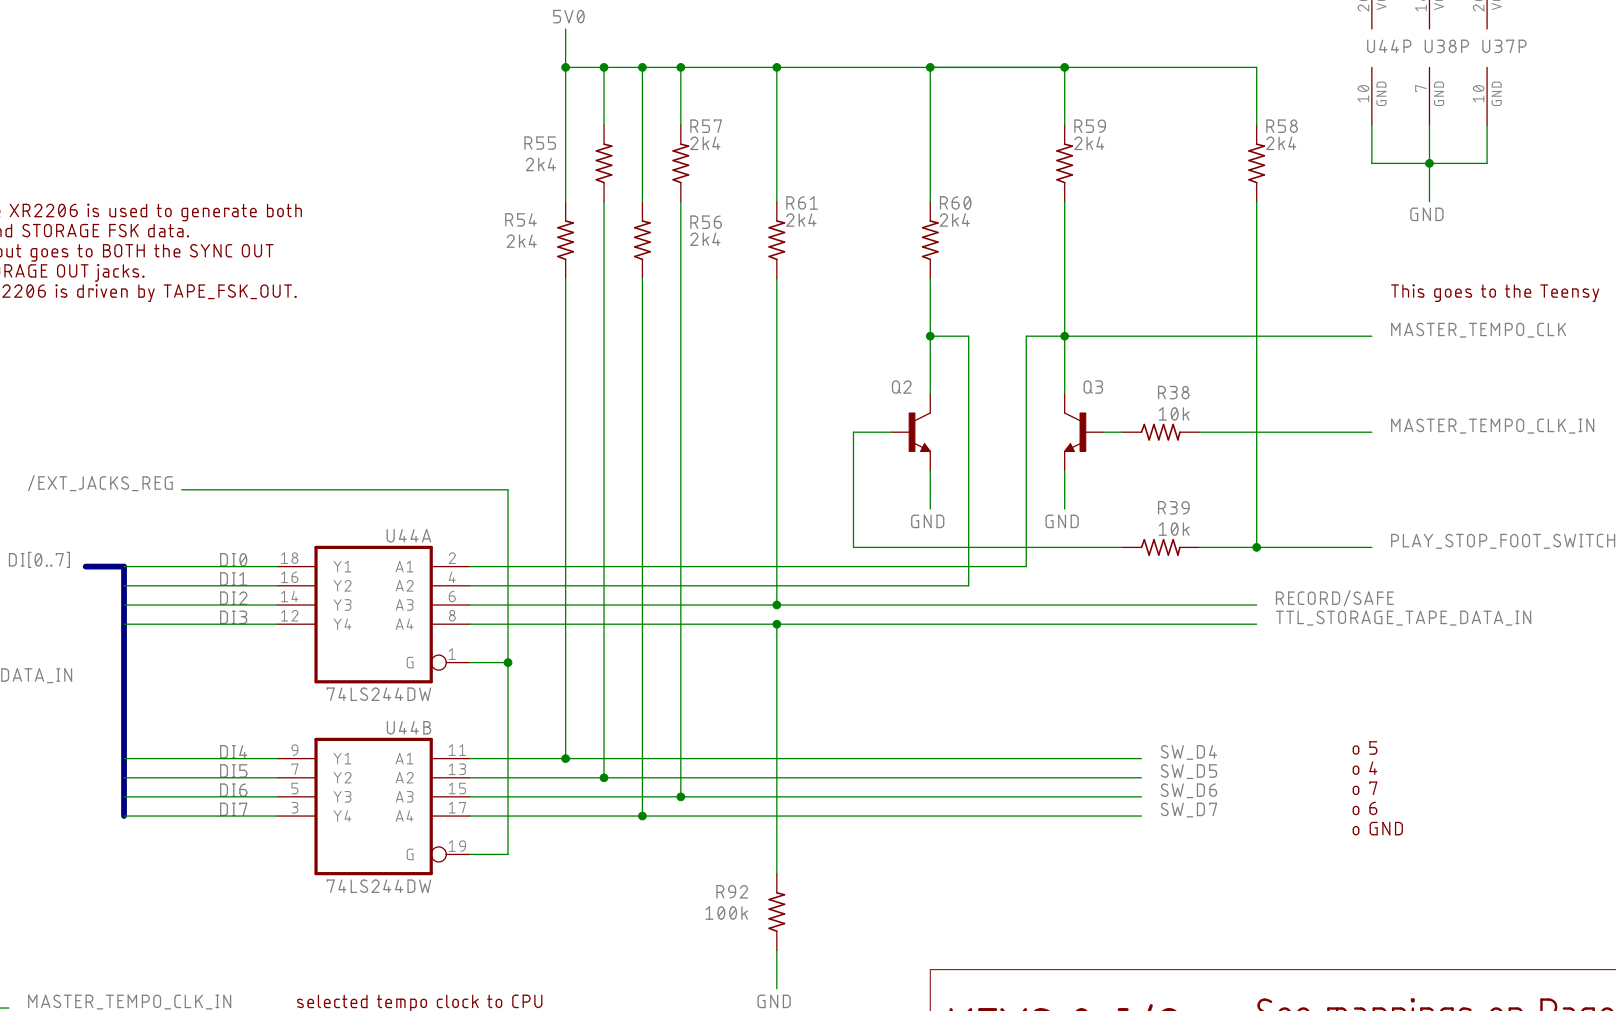 5V0
20
14
20
U44P U38P U37P
10
GND
7
GND
10
GND
GND
R55
2k4
R57
2k4
R59
2k4
R58
2k4
R54
2k4
R56
2k4
R61
2k4
R60
2k4
XR2206 is used to generate both
STORAGE FSK data.
goes to BOTH the SYNC OUT
OUT jacks.
2206 is driven by TAPE_FSK_OUT.
This goes to the Teensy
MASTER_TEMPO_CLK
Q2
Q3
R38
10k
MASTER_TEMPO_CLK_IN
GND
GND
R39
10k
PLAY_STOP_FOOT_SWITCH
/EXT_JACKS_REG
DI[0..7]
U44A
DI0 18 Y1 A1 2
DI1 16 Y2 A2 4
DI2 14 Y3 A3 6
DI3 12 Y4 A4 8
G 1
74LS244DW
RECORD/SAFE
TTL_STORAGE_TAPE_DATA_IN
DATA_IN
U44B
DI4 9 Y1 A1 11
DI5 7 Y2 A2 13
DI6 5 Y3 A3 15
DI7 3 Y4 A4 17
G 19
74LS244DW
SW_D4
SW_D5
SW_D6
SW_D7
o 5
o 4
o 7
o 6
o GND
R92
100k
GND
MASTER_TEMPO_CLK_IN
selected tempo clock to CPU
See mappings on Page